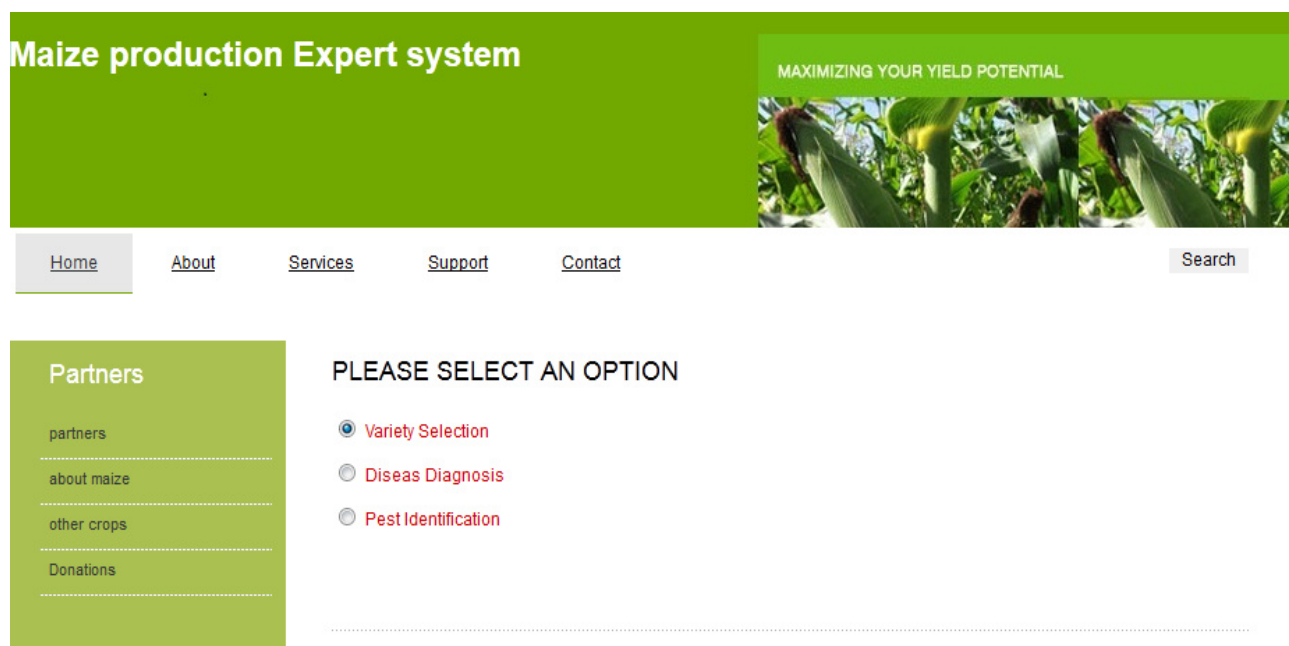 Maize production Expert system
MAXIMIZING YOUR YIELD POTENTIAL
Home About Services Support Contact Search
Partners
partners
about maize
other crops
Donations
PLEASE SELECT AN OPTION
Variety Selection
Diseas Diagnosis
Pest Identification